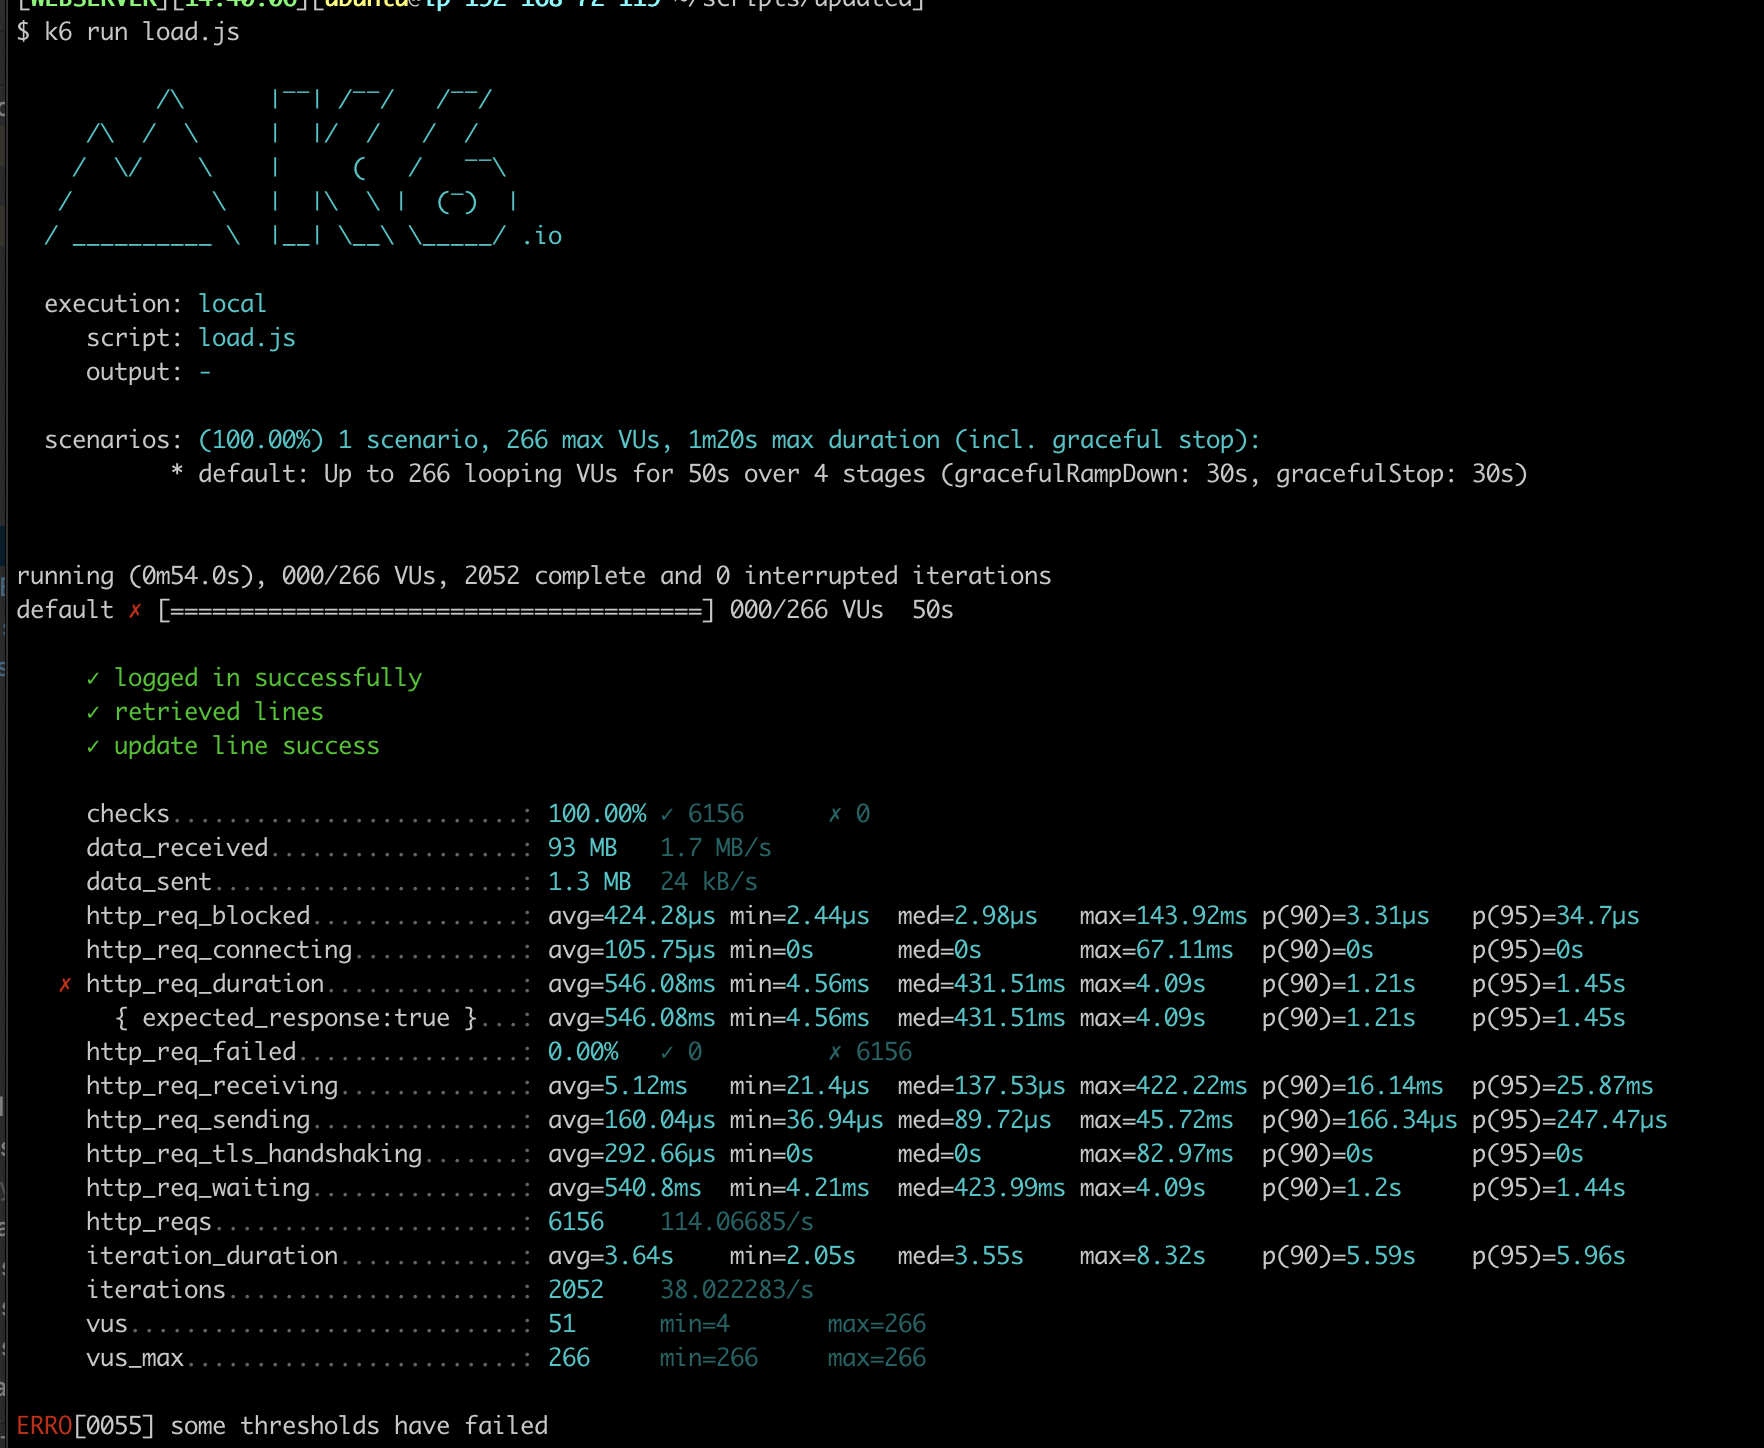 [WEBSERVER][14:40:06][ubuntu@ip-192-168-72-119 ~/scripts/updated]
$ k6 run load.js
          /\      |‾‾| /‾‾/   /‾‾/
     /\  /  \     |  |/  /   /  /
    /  \/    \    |     (   /   ‾‾\
   /          \   |  |\  \ |  (‾)  |
  / __________ \  |__| \__\ \_____/ .io
  execution: local
     script: load.js
     output: -
  scenarios: (100.00%) 1 scenario, 266 max VUs, 1m20s max duration (incl. graceful stop):
           * default: Up to 266 looping VUs for 50s over 4 stages (gracefulRampDown: 30s, gracefulStop: 30s)
running (0m54.0s), 000/266 VUs, 2052 complete and 0 interrupted iterations
default ✗ [======================================] 000/266 VUs  50s
     ✓ logged in successfully
     ✓ retrieved lines
     ✓ update line success
     checks.........................: 100.00% ✓ 6156      ✗ 0
     data_received..................: 93 MB   1.7 MB/s
     data_sent......................: 1.3 MB  24 kB/s
     http_req_blocked...............: avg=424.28µs min=2.44µs  med=2.98µs   max=143.92ms p(90)=3.31µs   p(95)=34.7µs
     http_req_connecting............: avg=105.75µs min=0s      med=0s       max=67.11ms  p(90)=0s       p(95)=0s
   ✗ http_req_duration..............: avg=546.08ms min=4.56ms  med=431.51ms max=4.09s    p(90)=1.21s    p(95)=1.45s
       { expected_response:true }...: avg=546.08ms min=4.56ms  med=431.51ms max=4.09s    p(90)=1.21s    p(95)=1.45s
     http_req_failed................: 0.00%   ✓ 0         ✗ 6156
     http_req_receiving.............: avg=5.12ms   min=21.4µs  med=137.53µs max=422.22ms p(90)=16.14ms  p(95)=25.87ms
     http_req_sending...............: avg=160.04µs min=36.94µs med=89.72µs  max=45.72ms  p(90)=166.34µs p(95)=247.47µs
     http_req_tls_handshaking.......: avg=292.66µs min=0s      med=0s       max=82.97ms  p(90)=0s       p(95)=0s
     http_req_waiting...............: avg=540.8ms  min=4.21ms  med=423.99ms max=4.09s    p(90)=1.2s     p(95)=1.44s
     http_reqs......................: 6156    114.06685/s
     iteration_duration.............: avg=3.64s    min=2.05s   med=3.55s    max=8.32s    p(90)=5.59s    p(95)=5.96s
     iterations.....................: 2052    38.022283/s
     vus............................: 51      min=4       max=266
     vus_max........................: 266     min=266     max=266
ERRO[0055] some thresholds have failed